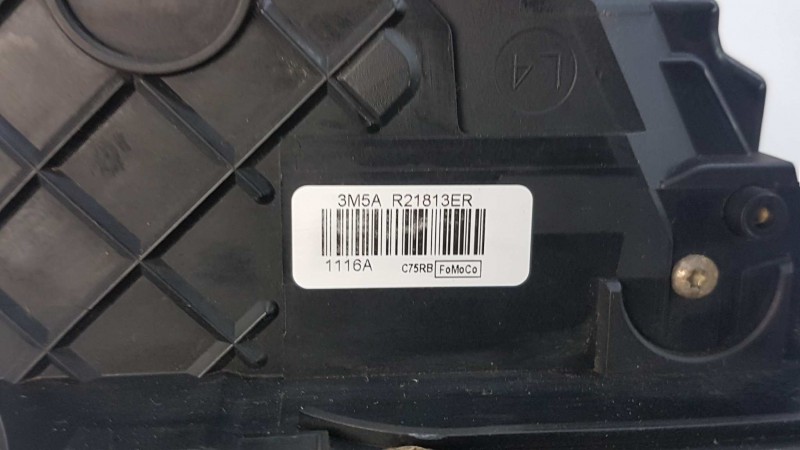 L4
3M5A R21813ER
1116A C75RB FoMoCo